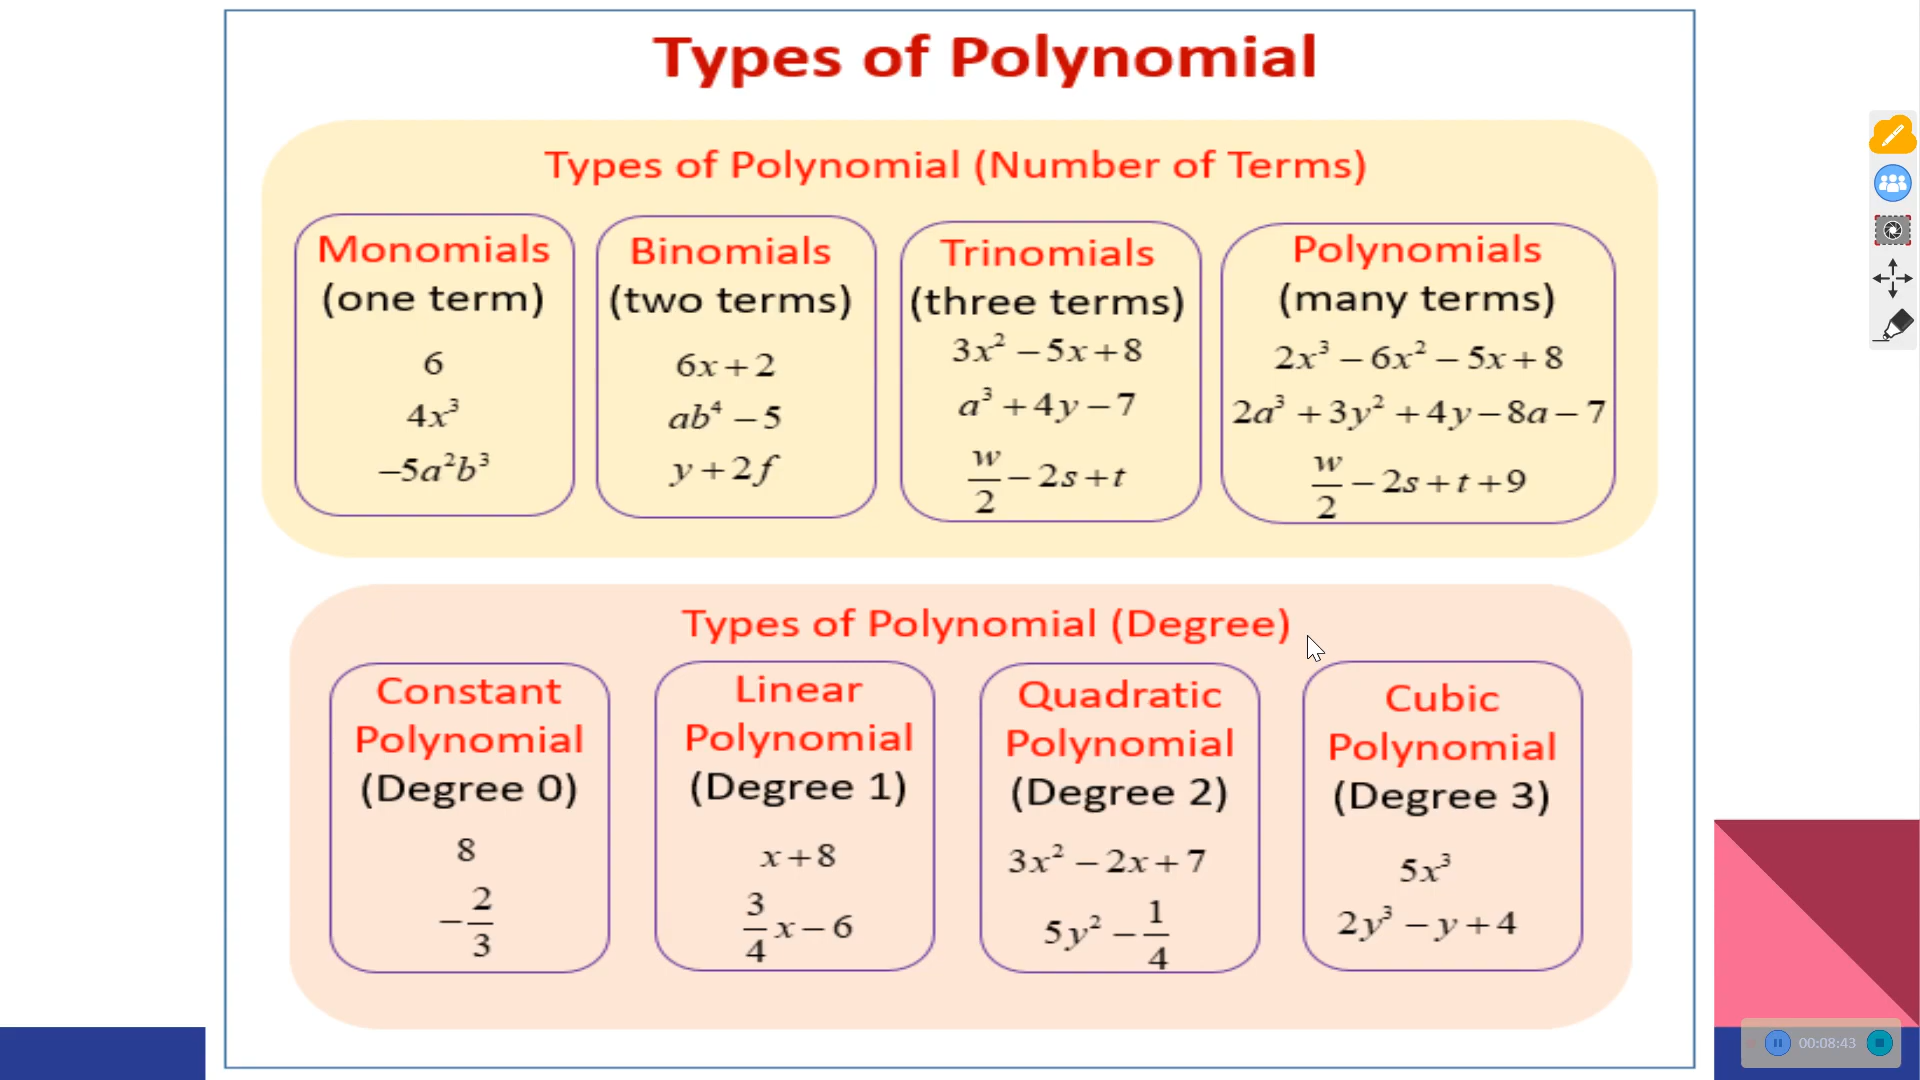 Types of Polynomial
Types of Polynomial (Number of Terms)
Monomials
(one term)
6
4x³
−5a²b³
Binomials
(two terms)
6x + 2
ab⁴ − 5
y + 2f
Trinomials
(three terms)
3x² − 5x + 8
a³ + 4y − 7
w/2 − 2s + t
Polynomials
(many terms)
2x³ − 6x² − 5x + 8
2a³ + 3y² + 4y − 8a − 7
w/2 − 2s + t + 9
Types of Polynomial (Degree)
Constant
Polynomial
(Degree 0)
8
−2/3
Linear
Polynomial
(Degree 1)
x + 8
3/4 x − 6
Quadratic
Polynomial
(Degree 2)
3x² − 2x + 7
5y² − 1/4
Cubic
Polynomial
(Degree 3)
5x³
2y³ − y + 4
00:08:43